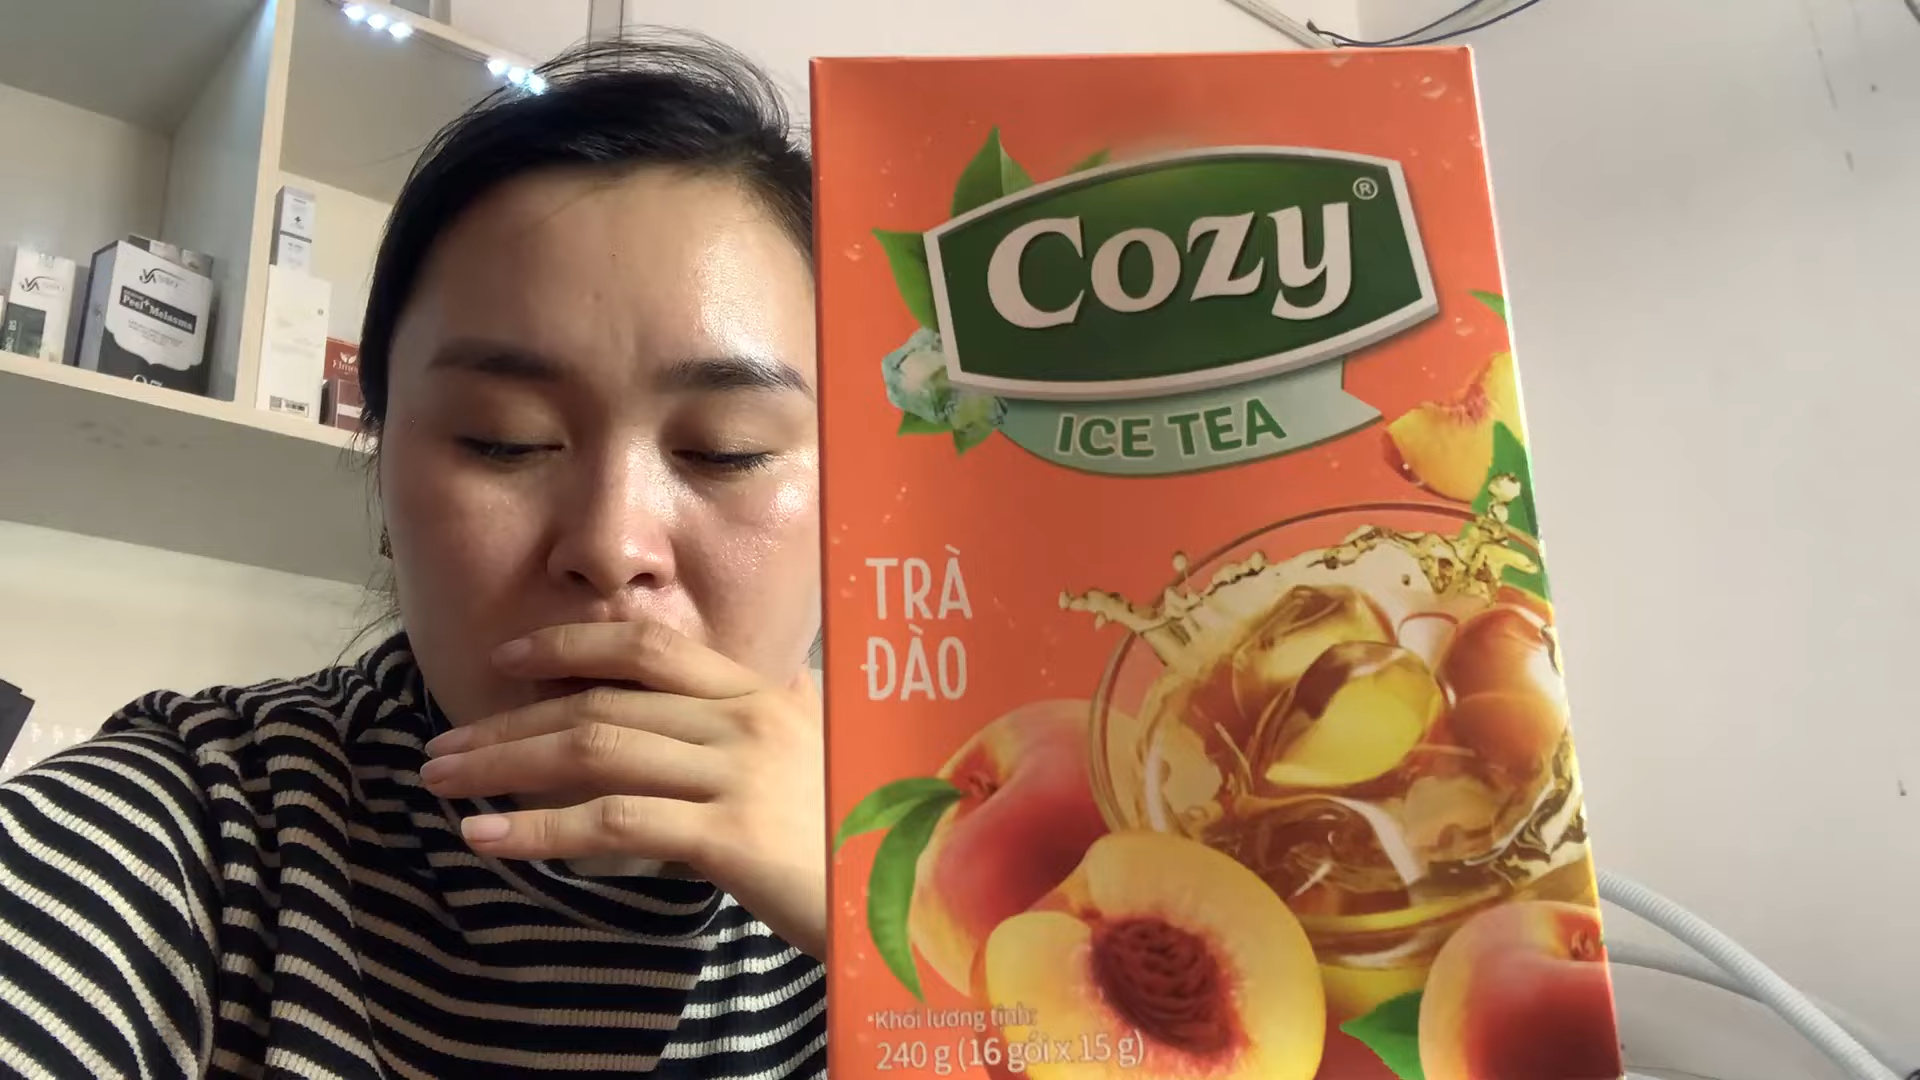 Cozy®
ICE TEA
TRÀ
ĐÀO
*Khối lượng tịnh:
240 g (16 gói x 15 g)
Peel+Melasma